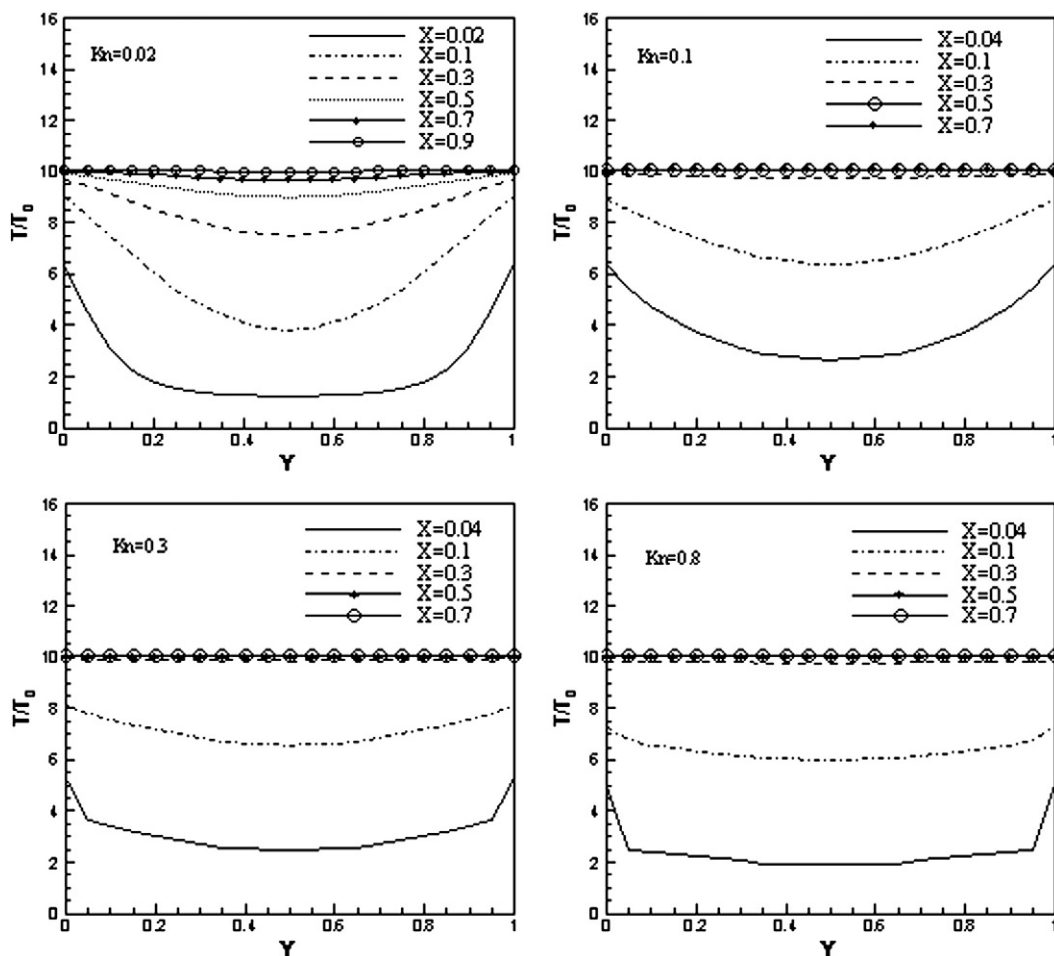 Kn=0.02
X=0.02
X=0.1
X=0.3
X=0.5
X=0.7
X=0.9
T/T0
16
14
12
10
8
6
4
2
0
0 0.2 0.4 0.6 0.8 1
Y
Kn=0.1
X=0.04
X=0.1
X=0.3
X=0.5
X=0.7
T/T0
16
14
12
10
8
6
4
2
0
0 0.2 0.4 0.6 0.8 1
Y
Kn=0.3
X=0.04
X=0.1
X=0.3
X=0.5
X=0.7
T/T0
16
14
12
10
8
6
4
2
0
0 0.2 0.4 0.6 0.8 1
Y
Kn=0.8
X=0.04
X=0.1
X=0.3
X=0.5
X=0.7
T/T0
16
14
12
10
8
6
4
2
0
0 0.2 0.4 0.6 0.8 1
Y